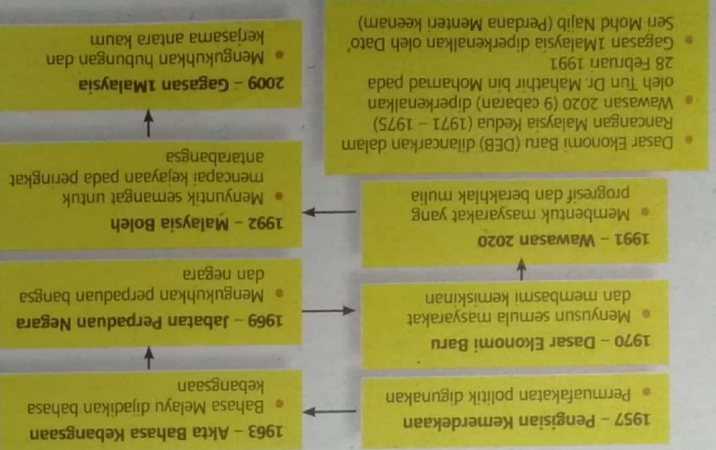 1957 – Pengisian Kemerdekaan
• Permuafakatan politik digunakan
1963 – Akta Bahasa Kebangsaan
• Bahasa Melayu dijadikan bahasa
kebangsaan
1969 – Jabatan Perpaduan Negara
• Mengukuhkan perpaduan bangsa
dan negara
1970 – Dasar Ekonomi Baru
• Menyusun semula masyarakat
dan membasmi kemiskinan
1991 – Wawasan 2020
• Membentuk masyarakat yang
progresif dan berakhlak mulia
1992 – Malaysia Boleh
• Menyuntik semangat untuk
mencapai kejayaan pada peringkat
antarabangsa
2009 – Gagasan 1Malaysia
• Mengukuhkan hubungan dan
kerjasama antara kaum
• Dasar Ekonomi Baru (DEB) dilancarkan dalam
Rancangan Malaysia Kedua (1971 – 1975)
• Wawasan 2020 (9 cabaran) diperkenalkan
oleh Tun Dr. Mahathir bin Mohamad pada
28 Februari 1991
• Gagasan 1Malaysia diperkenalkan oleh Dato'
Seri Mohd Najib (Perdana Menteri keenam)